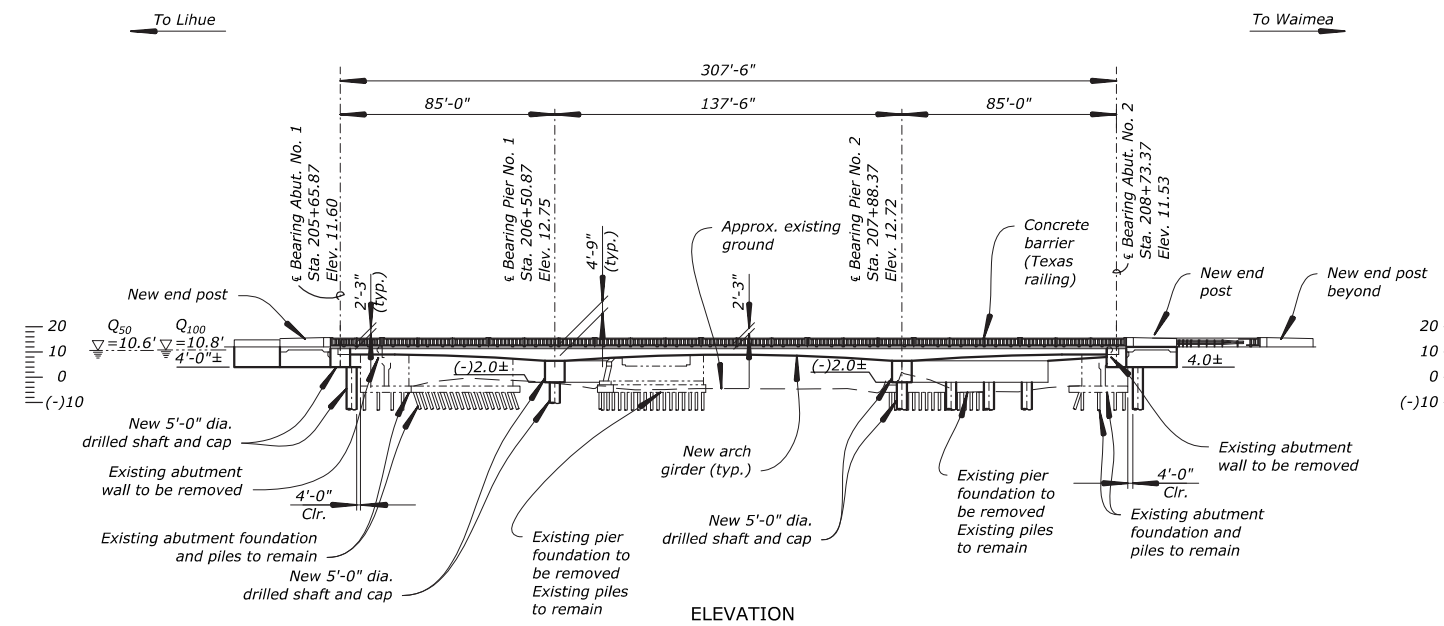 To Lihue
To Waimea
307'-6"
85'-0"
137'-6"
85'-0"
℄ Bearing Abut. No. 1
Sta. 205+65.87
Elev. 11.60
℄ Bearing Pier No. 1
Sta. 206+50.87
Elev. 12.75
℄ Bearing Pier No. 2
Sta. 207+88.37
Elev. 12.72
℄ Bearing Abut. No. 2
Sta. 208+73.37
Elev. 11.53
2'-3"
(typ.)
4'-9"
(typ.)
Approx. existing
ground
2'-3"
Concrete
barrier
(Texas
railing)
New end post
New end
post
New end post
beyond
20
10
0
(-)10
Q50
=10.6'
Q100
=10.8'
4'-0"±
(-)2.0±
(-)2.0±
4.0±
20
10
0
(-)10
New 5'-0" dia.
drilled shaft and cap
Existing abutment
wall to be removed
4'-0"
Clr.
Existing abutment foundation
and piles to remain
New 5'-0" dia.
drilled shaft and cap
Existing pier
foundation to
be removed
Existing piles
to remain
New arch
girder (typ.)
New 5'-0" dia.
drilled shaft and cap
Existing pier
foundation to
be removed
Existing piles
to remain
Existing abutment
wall to be removed
4'-0"
Clr.
Existing abutment
foundation and
piles to remain
ELEVATION